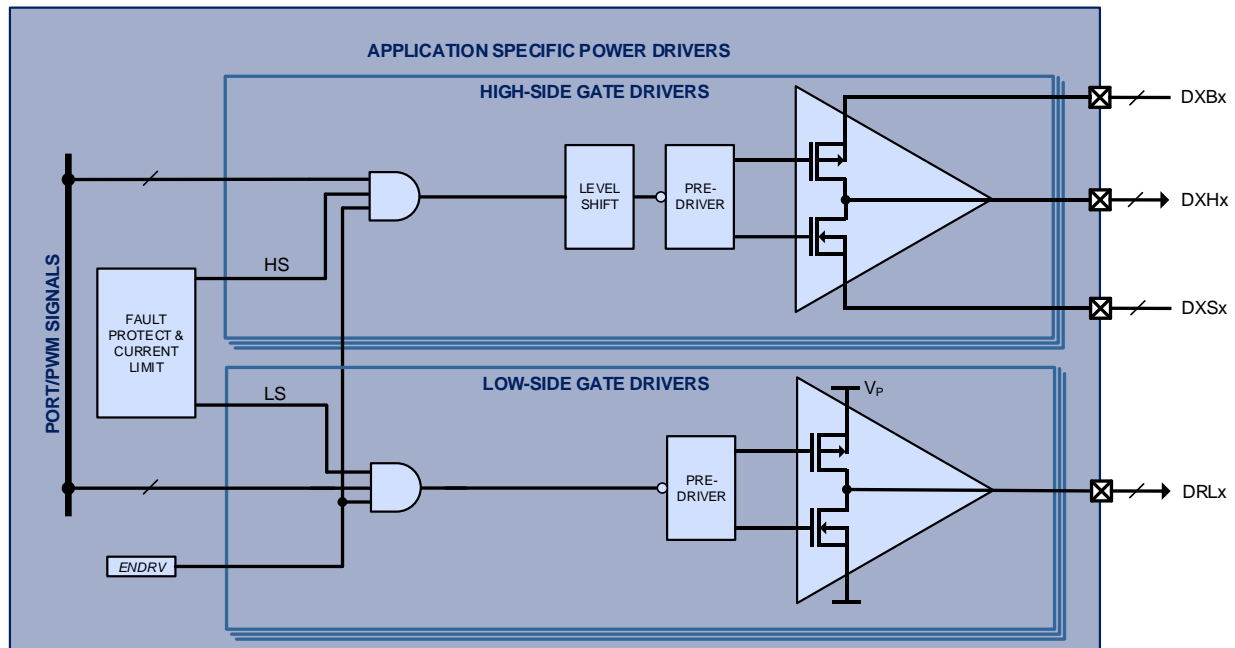 APPLICATION SPECIFIC POWER DRIVERS
HIGH-SIDE GATE DRIVERS
DXBx
LEVEL
SHIFT
PRE-
DRIVER
DXHx
HS
PORT/PWM SIGNALS
FAULT
PROTECT &
CURRENT
LIMIT
DXSx
LOW-SIDE GATE DRIVERS
LS
VP
PRE-
DRIVER
DRLx
ENDRV